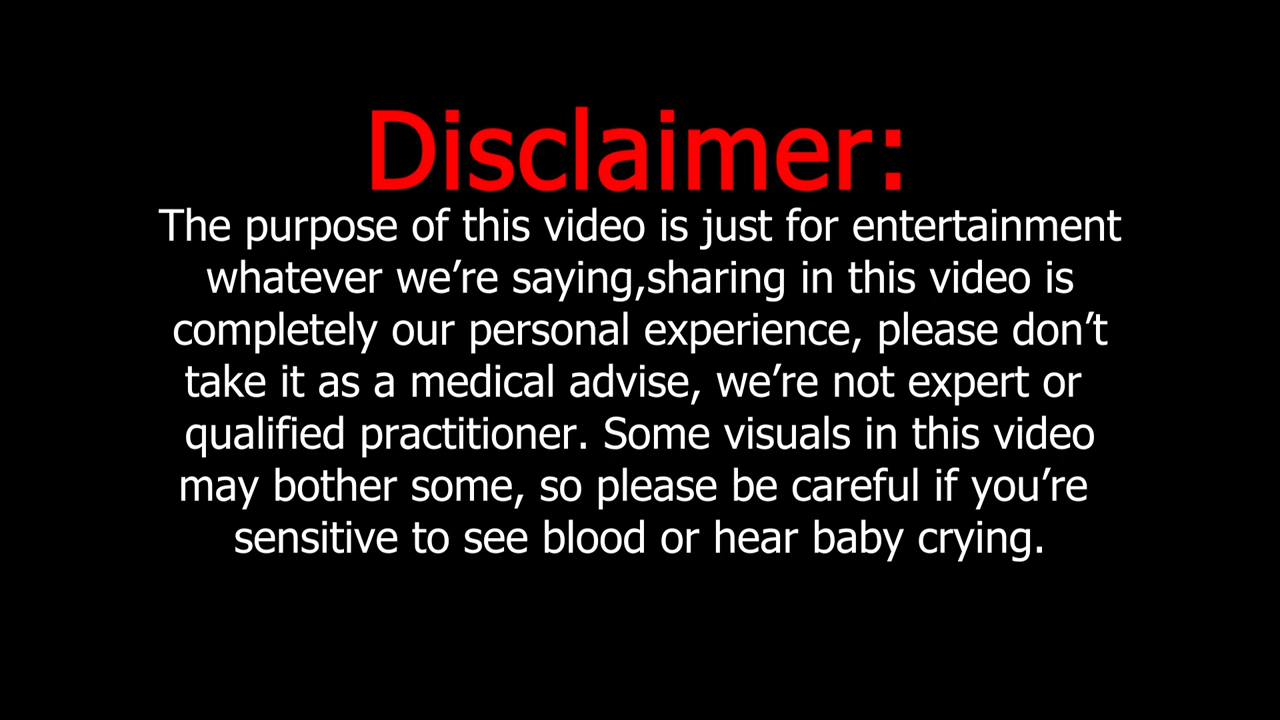 Disclaimer:
The purpose of this video is just for entertainment
whatever we’re saying,sharing in this video is
completely our personal experience, please don’t
take it as a medical advise, we’re not expert or
qualified practitioner. Some visuals in this video
may bother some, so please be careful if you’re
sensitive to see blood or hear baby crying.